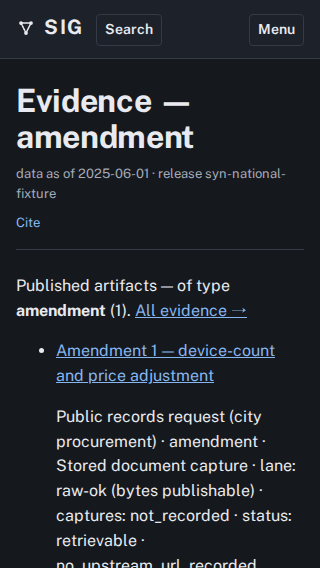 SIG
Search
Menu
Evidence —
amendment
data as of 2025-06-01 · release syn-national-
fixture
Cite
Published artifacts — of type
amendment (1). All evidence →
• Amendment 1 — device-count
and price adjustment
Public records request (city
procurement) · amendment ·
Stored document capture · lane:
raw-ok (bytes publishable) ·
captures: not_recorded · status:
retrievable ·
no_upstream_url_recorded